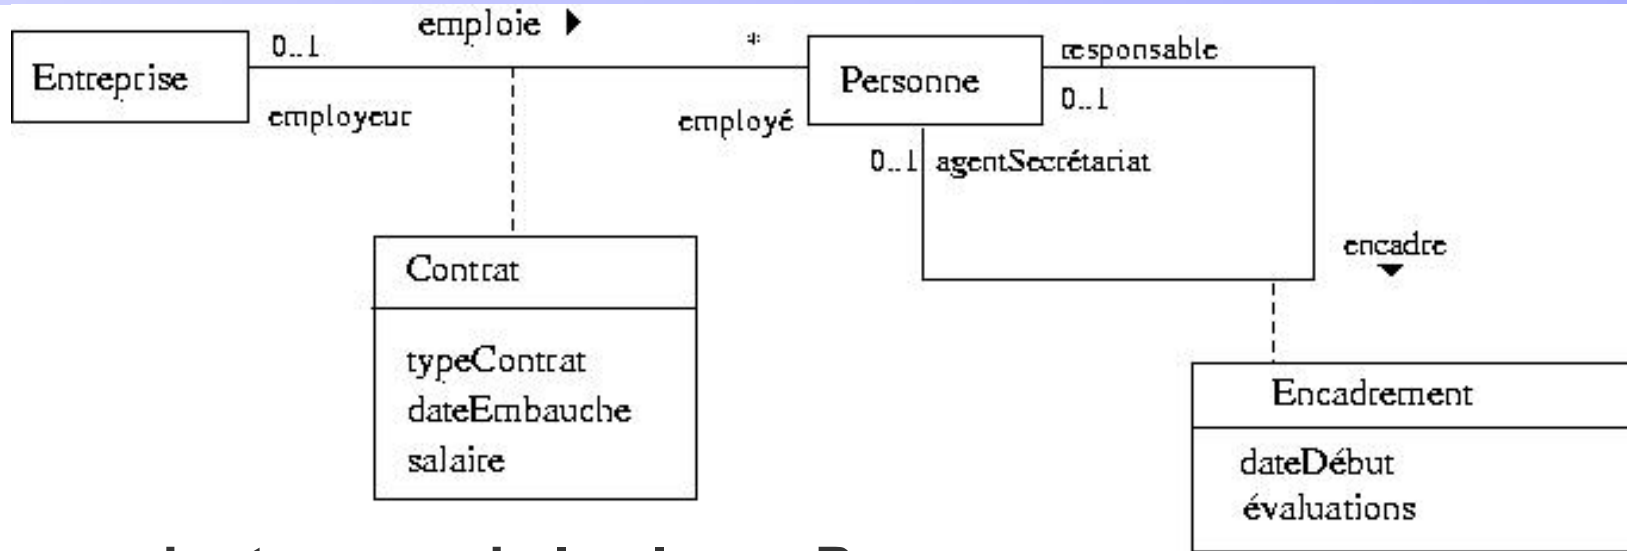 emploie
0..1
*
Entreprise
Personne
responsable
0..1
employeur
employé
0..1 agentSecrétariat
encadre
Contrat
typeContrat
dateEmbauche
salaire
Encadrement
dateDébut
évaluations